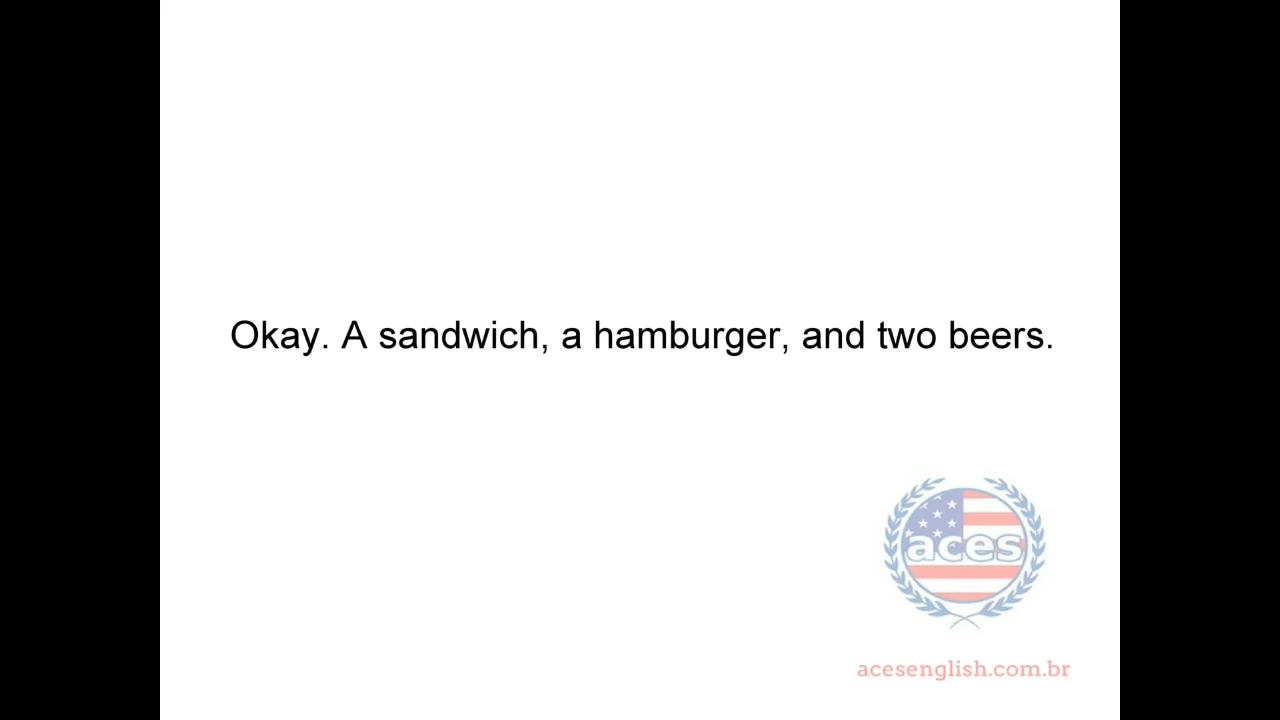 Okay. A sandwich, a hamburger, and two beers.
aces
acesenglish.com.br